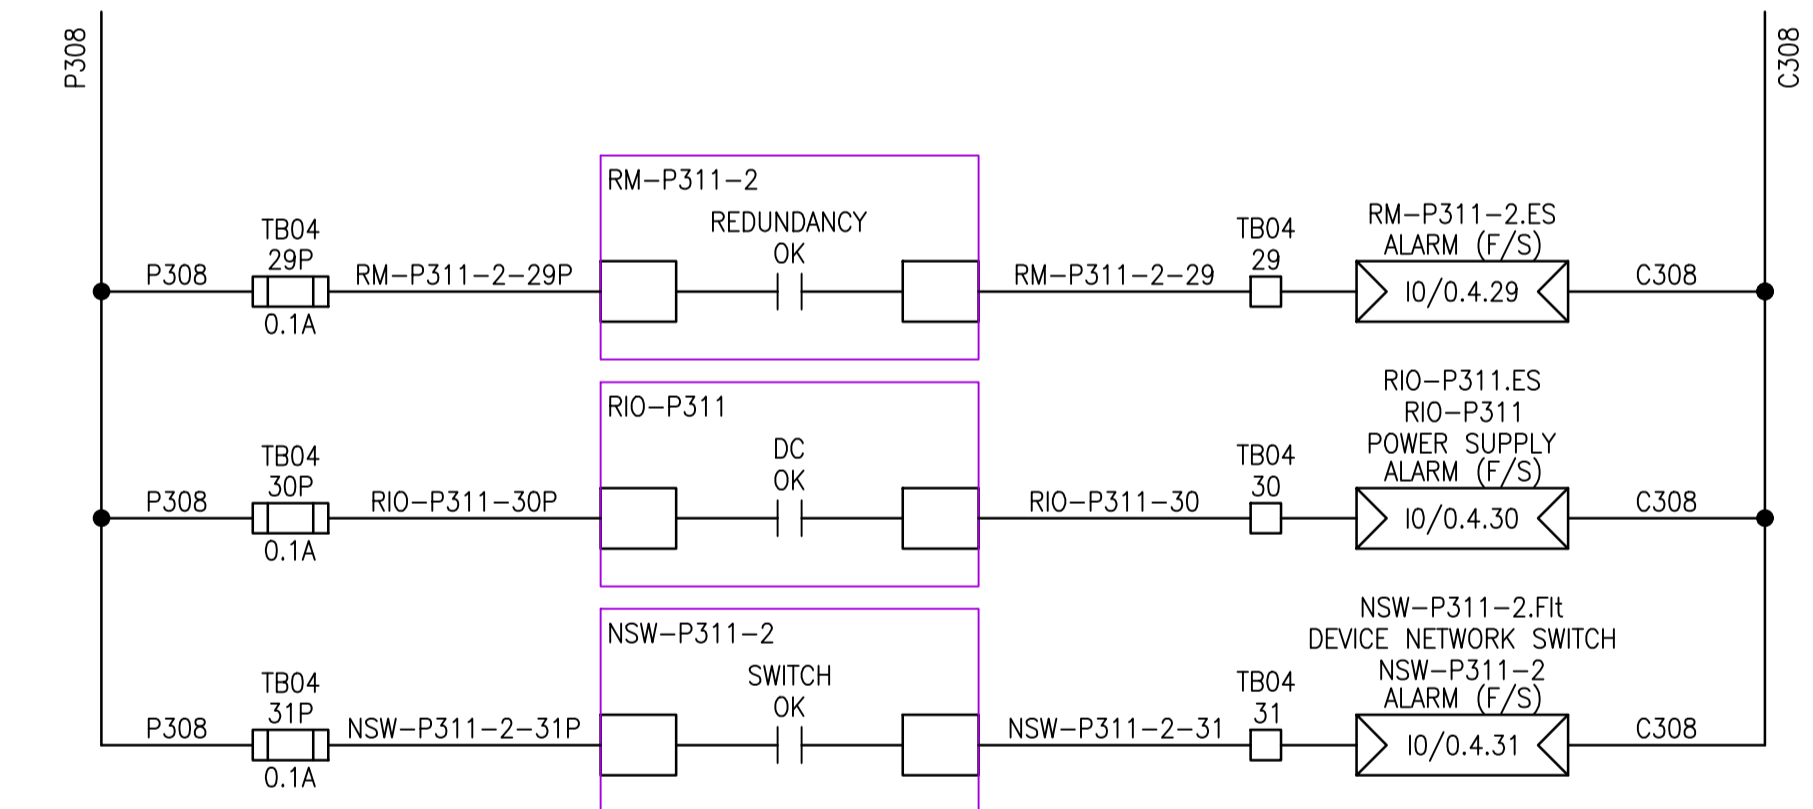 P308
C308
RM-P311-2
REDUNDANCY
OK
TB04
29P
0.1A
P308
RM-P311-2-29P
RM-P311-2-29
TB04
29
RM-P311-2.ES
ALARM (F/S)
IO/0.4.29
C308
RIO-P311
DC
OK
TB04
30P
0.1A
P308
RIO-P311-30P
RIO-P311-30
TB04
30
RIO-P311.ES
RIO-P311
POWER SUPPLY
ALARM (F/S)
IO/0.4.30
C308
NSW-P311-2
SWITCH
OK
TB04
31P
0.1A
P308
NSW-P311-2-31P
NSW-P311-2-31
TB04
31
NSW-P311-2.Flt
DEVICE NETWORK SWITCH
NSW-P311-2
ALARM (F/S)
IO/0.4.31
C308